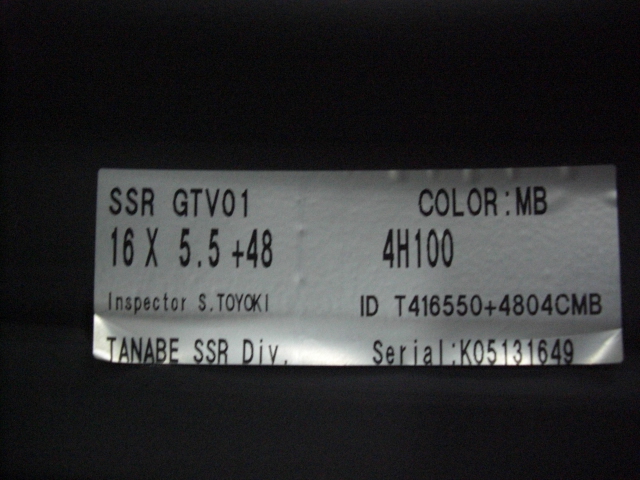 SSR GTV01 COLOR:MB
16 X 5.5 +48 4H100
Inspector S.TOYOKI ID T416550+4804CMB
TANABE SSR Div. Serial:K05131649